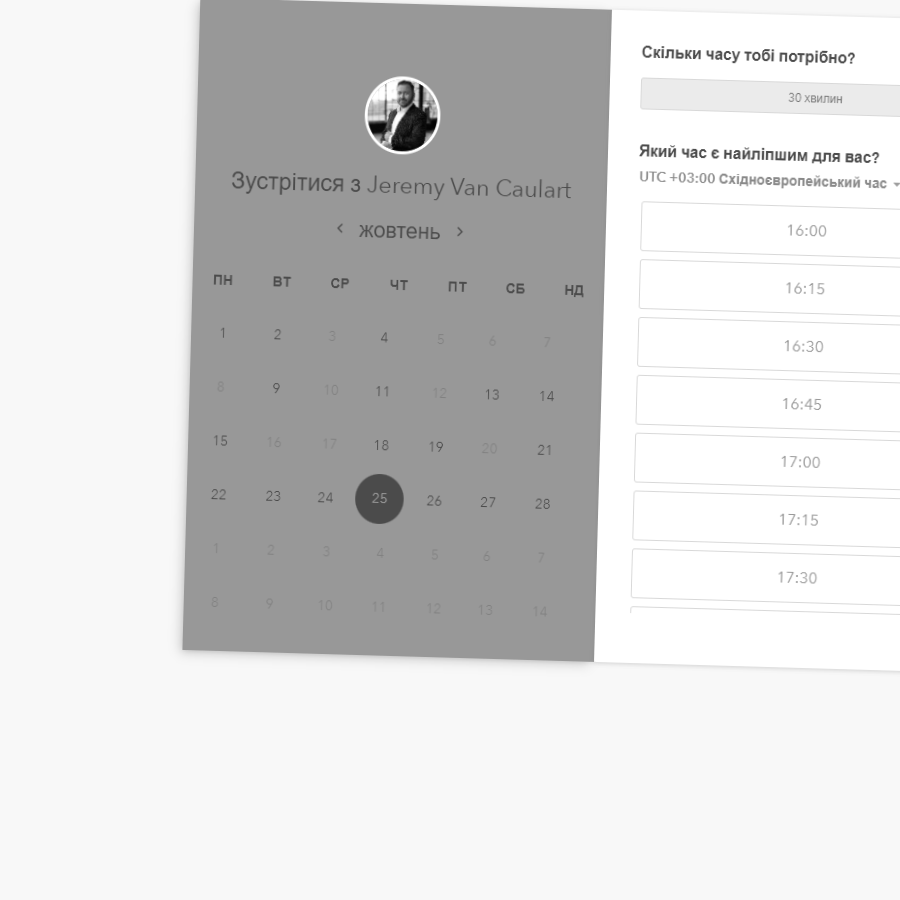 Зустрітися з Jeremy Van Caulart
жовтень
ПН ВТ СР ЧТ ПТ СБ НД
1 2 3 4 5 6 7
8 9 10 11 12 13 14
15 16 17 18 19 20 21
22 23 24 25 26 27 28
1 2 3 4 5 6 7
8 9 10 11 12 13 14
Скільки часу тобі потрібно?
30 хвилин
Який час є найліпшим для вас?
UTC +03:00 Східноєвропейський час
16:00
16:15
16:30
16:45
17:00
17:15
17:30